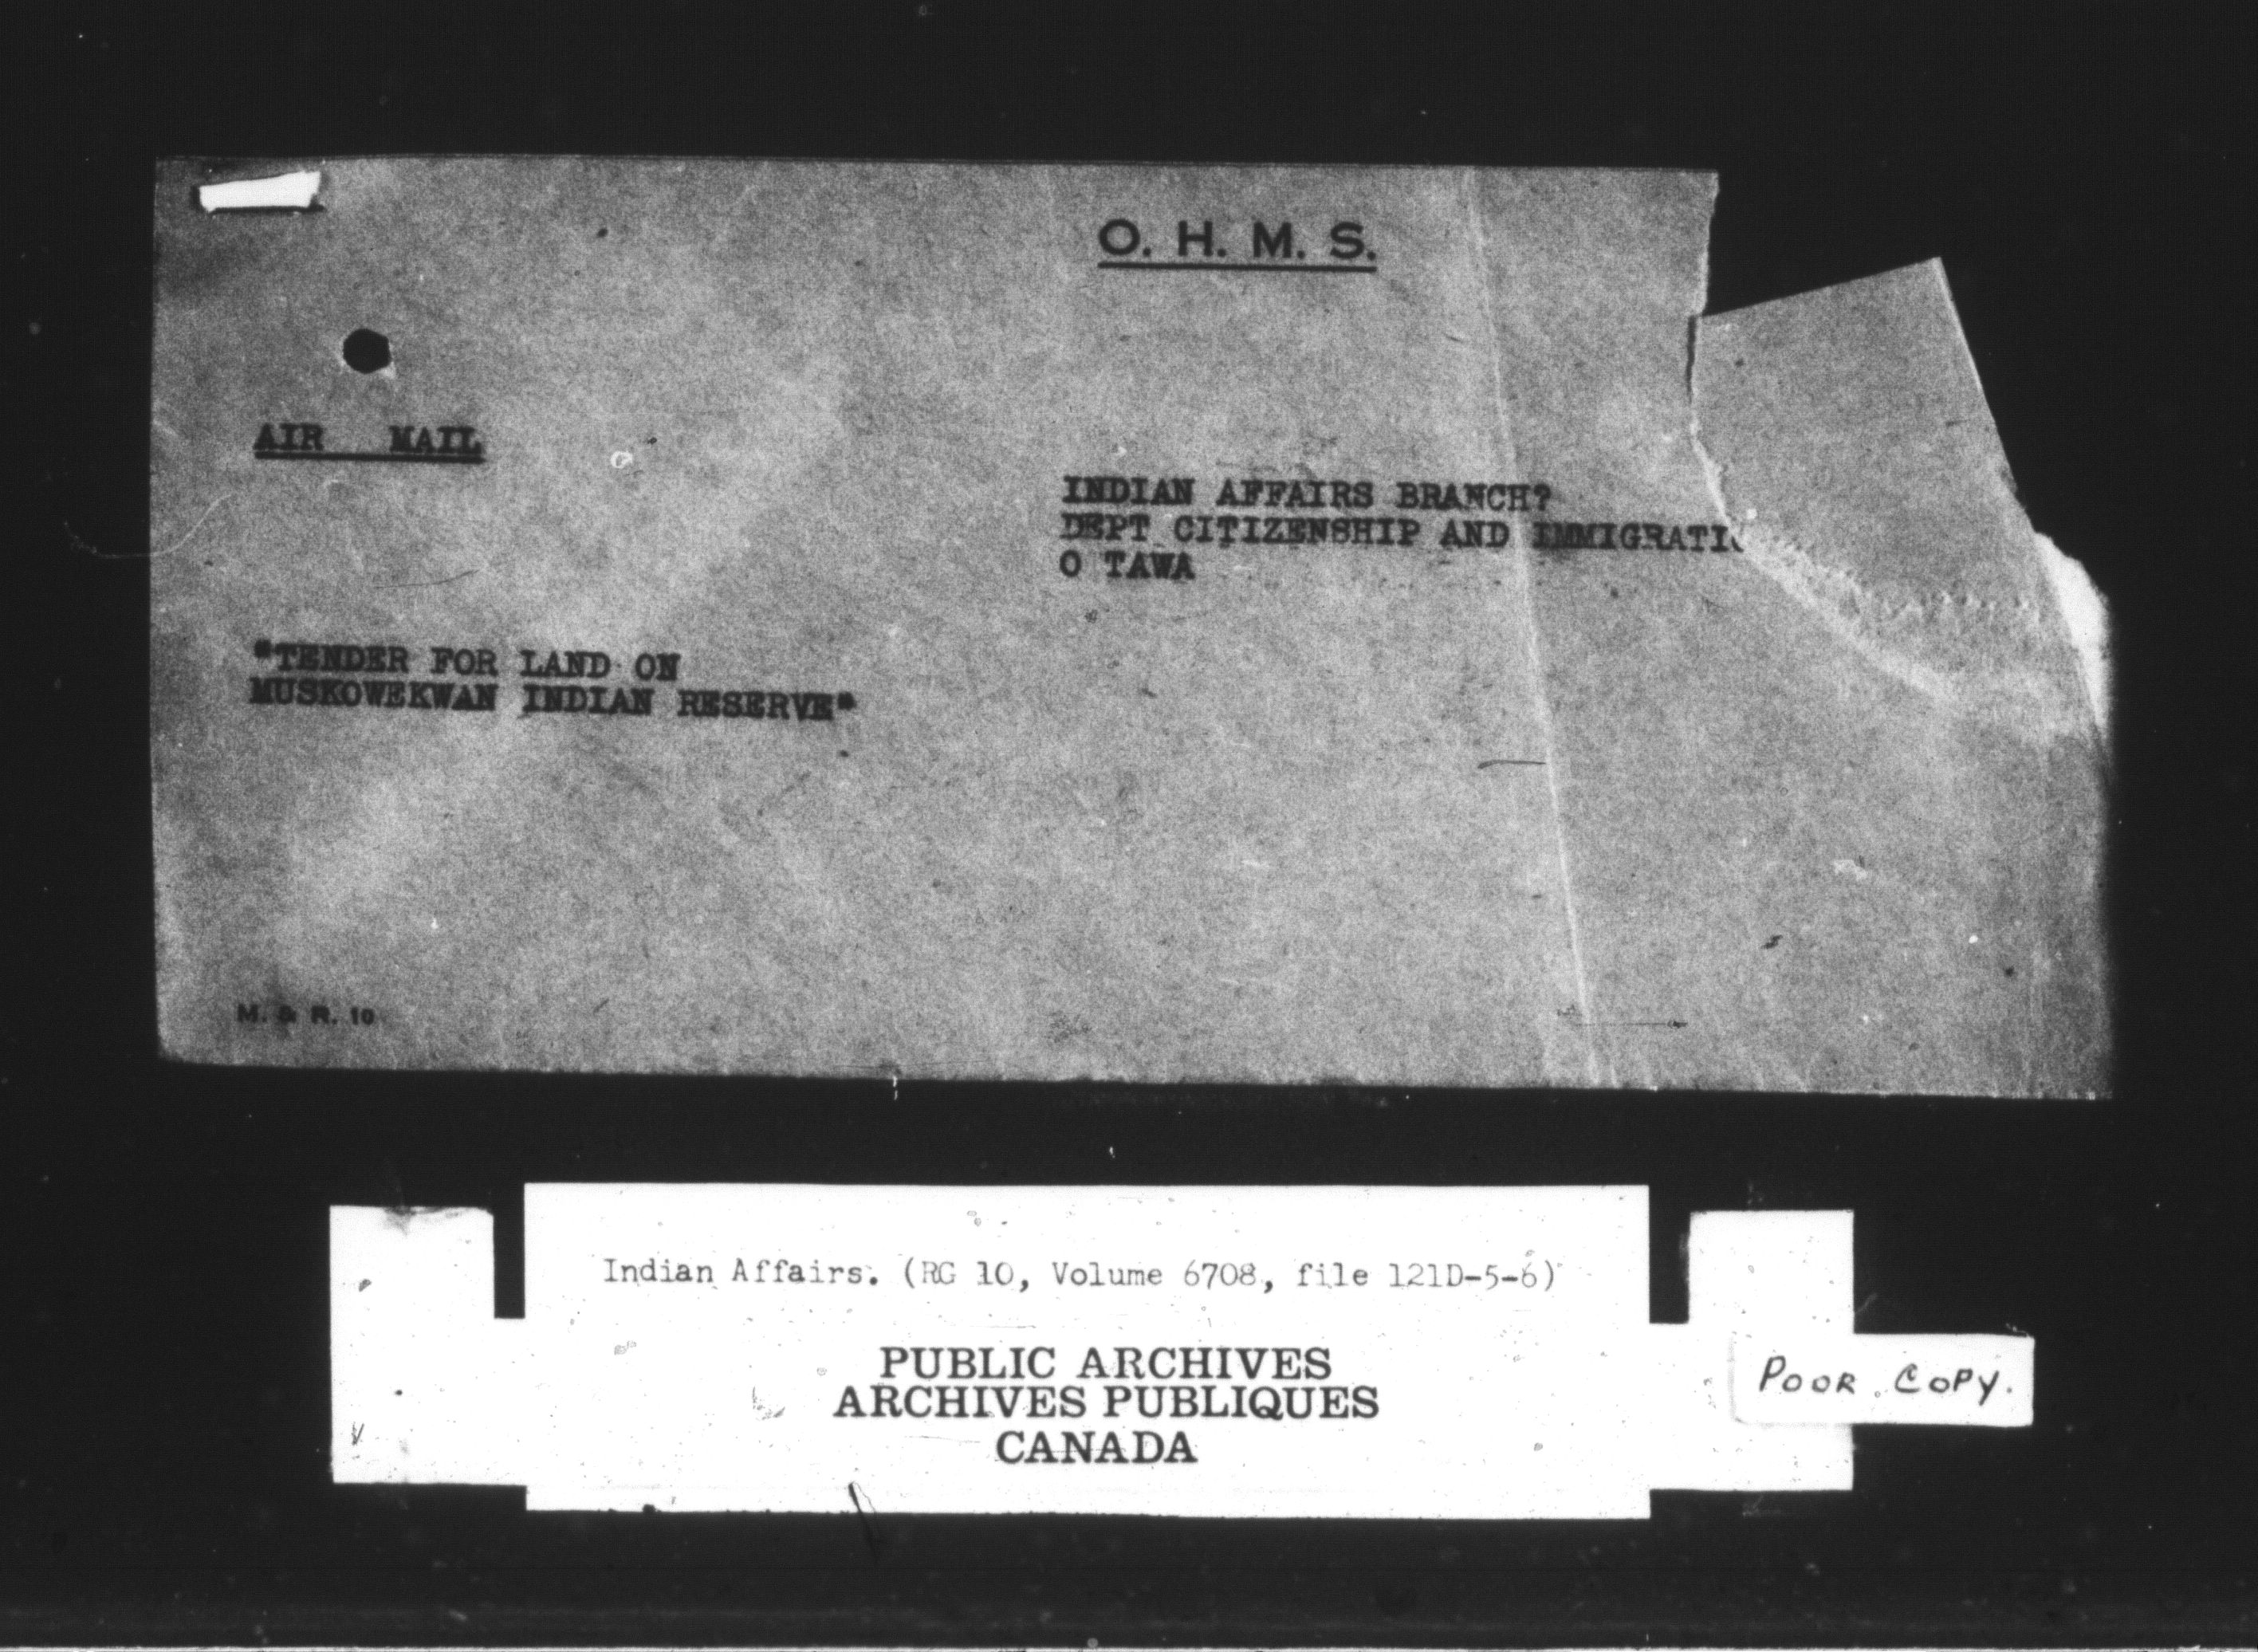 O. H. M. S.
AIR MAIL
INDIAN AFFAIRS BRANCH?
DEPT CITIZENSHIP AND IMMIGRATI
O TAWA
"TENDER FOR LAND ON
MUSKOWEKWAN INDIAN RESERVE"
M. & R. 10
Indian Affairs. (RG 10, Volume 6708, file 121D-5-6)
PUBLIC ARCHIVES
ARCHIVES PUBLIQUES
CANADA
POOR COPY.